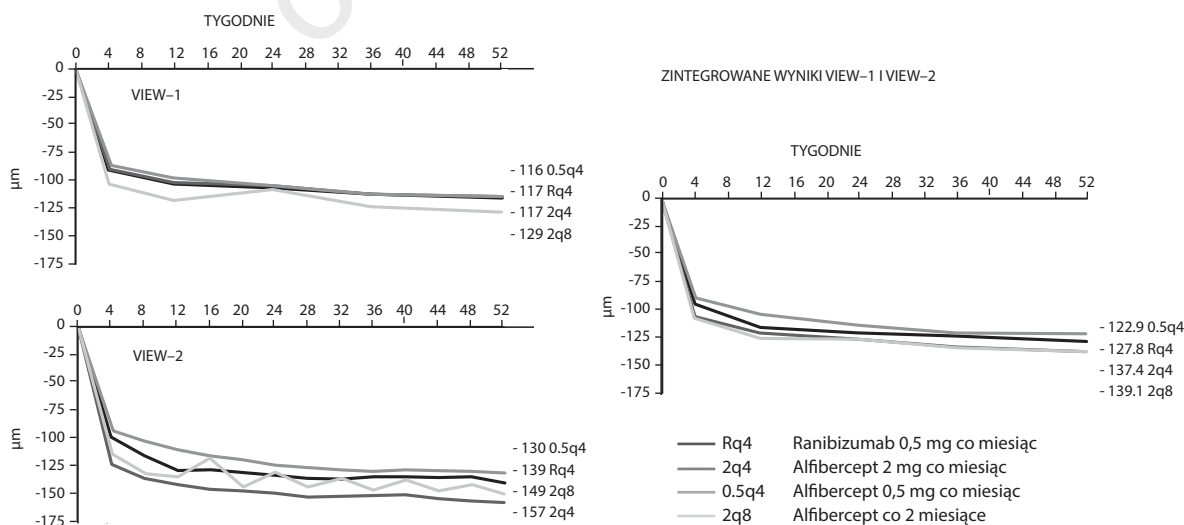 TYGODNIE
0 4 8 12 16 20 24 28 32 36 40 44 48 52
0
-25
-50
-75
-100
-125
-150
-175
µm
VIEW–1
- 116 0.5q4
- 117 Rq4
- 117 2q4
- 129 2q8
0 4 8 12 16 20 24 28 32 36 40 44 48 52
0
-25
-50
-75
-100
-125
-150
-175
µm
VIEW–2
- 130 0.5q4
- 139 Rq4
- 149 2q8
- 157 2q4
ZINTEGROWANE WYNIKI VIEW–1 I VIEW–2
TYGODNIE
0 4 8 12 16 20 24 28 32 36 40 44 48 52
0
-25
-50
-75
-100
-125
-150
-175
µm
- 122.9 0.5q4
- 127.8 Rq4
- 137.4 2q4
- 139.1 2q8
Rq4 Ranibizumab 0,5 mg co miesiąc
2q4 Alfibercept 2 mg co miesiąc
0.5q4 Alfibercept 0,5 mg co miesiąc
2q8 Alfibercept co 2 miesiące